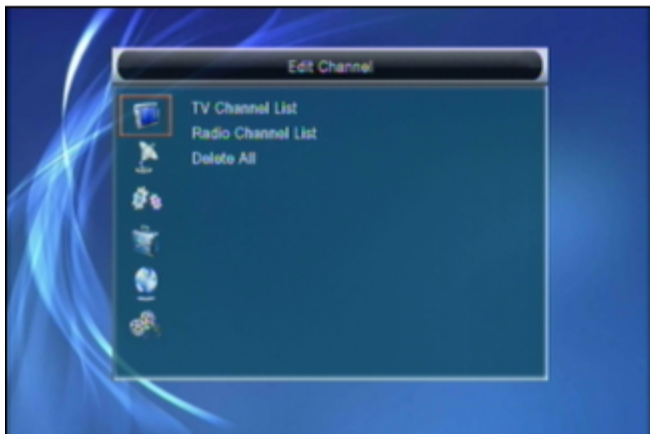 Edit Channel
TV Channel List
Radio Channel List
Delete All